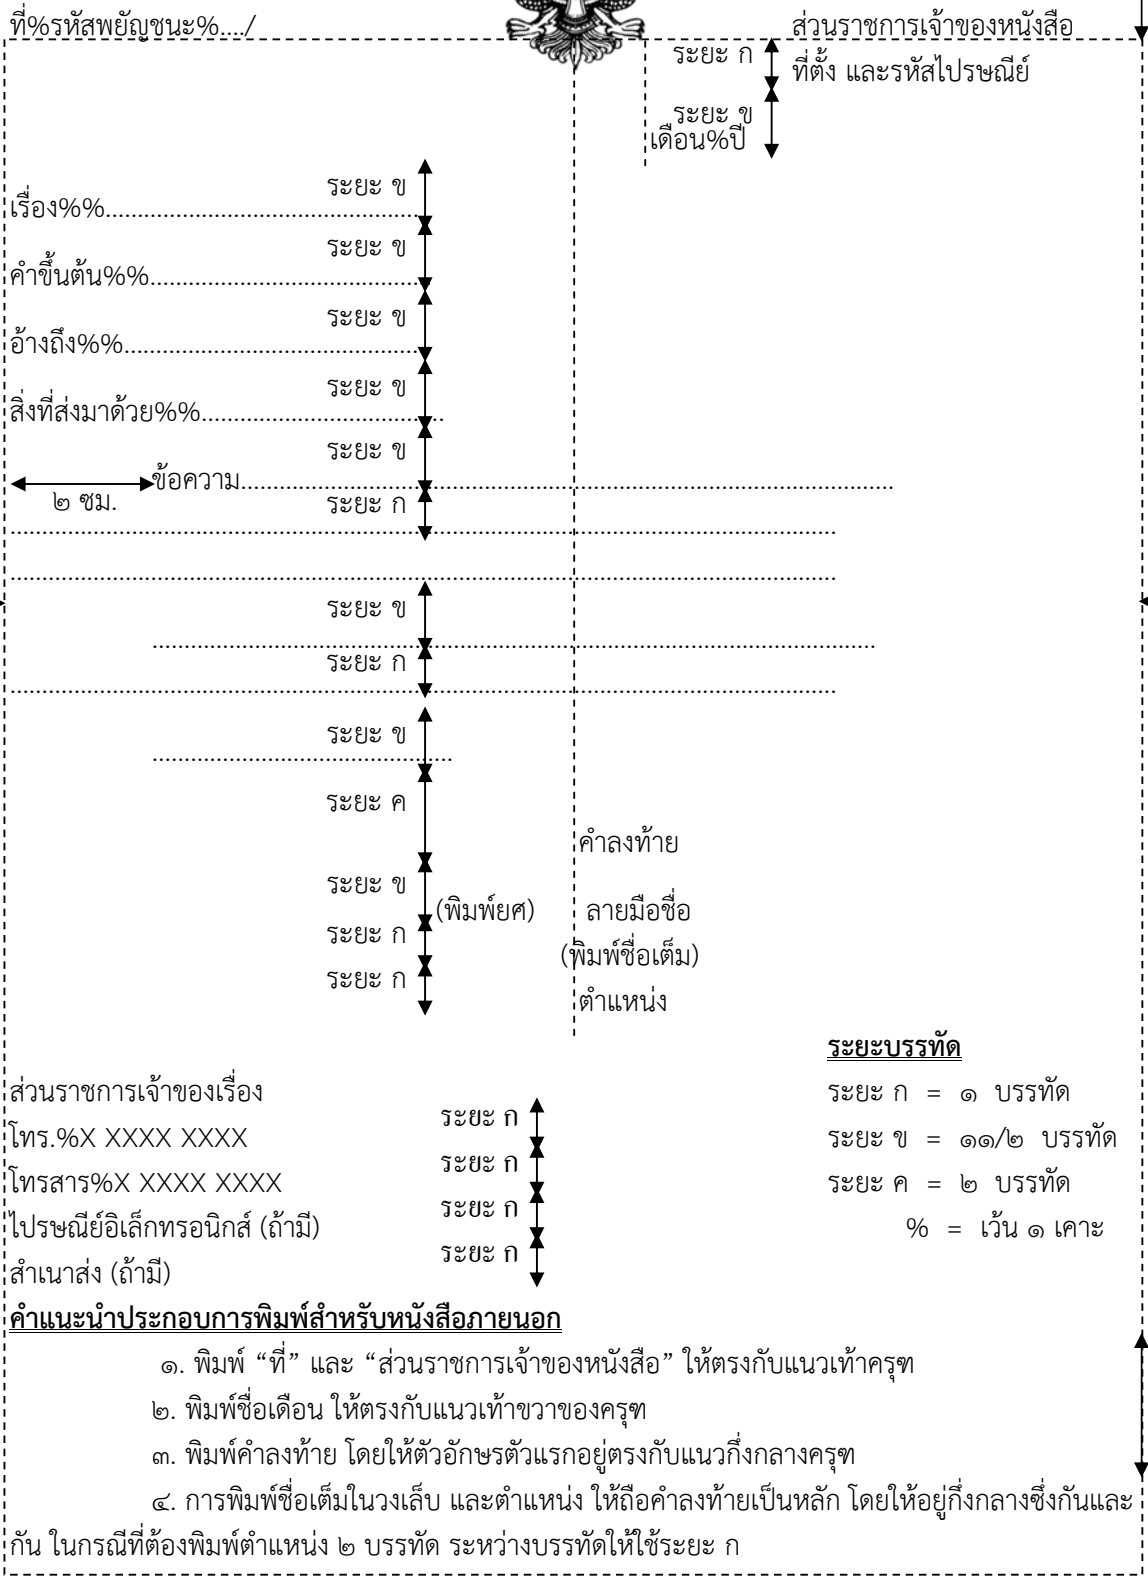 ที่%รหัสพยัญชนะ%..../ ส่วนราชการเจ้าของหนังสือ
ระยะ ก ที่ตั้ง และรหัสไปรษณีย์
ระยะ ข
เดือน%ปี
ระยะ ข
เรื่อง%%.........................................
ระยะ ข
คำขึ้นต้น%%...................................
ระยะ ข
อ้างถึง%%.......................................
ระยะ ข
สิ่งที่ส่งมาด้วย%%................................
ระยะ ข
ข้อความ......................................................................................
๒ ซม. ระยะ ก
............................................................................................................
............................................................................................................
ระยะ ข
...............................................................................................
ระยะ ก
............................................................................................................
ระยะ ข
.......................................
ระยะ ค
คำลงท้าย
ระยะ ข
(พิมพ์ยศ) ลายมือชื่อ
ระยะ ก
(พิมพ์ชื่อเต็ม)
ระยะ ก
ตำแหน่ง
ระยะบรรทัด
ส่วนราชการเจ้าของเรื่อง ระยะ ก = ๑ บรรทัด
ระยะ ก
โทร.%X XXXX XXXX ระยะ ข = ๑๑/๒ บรรทัด
ระยะ ก
โทรสาร%X XXXX XXXX ระยะ ค = ๒ บรรทัด
ระยะ ก
ไปรษณีย์อิเล็กทรอนิกส์ (ถ้ามี) % = เว้น ๑ เคาะ
ระยะ ก
สำเนาส่ง (ถ้ามี)
คำแนะนำประกอบการพิมพ์สำหรับหนังสือภายนอก
๑. พิมพ์ “ที่” และ “ส่วนราชการเจ้าของหนังสือ” ให้ตรงกับแนวเท้าครุฑ
๒. พิมพ์ชื่อเดือน ให้ตรงกับแนวเท้าขวาของครุฑ
๓. พิมพ์คำลงท้าย โดยให้ตัวอักษรตัวแรกอยู่ตรงกับแนวกึ่งกลางครุฑ
๔. การพิมพ์ชื่อเต็มในวงเล็บ และตำแหน่ง ให้ถือคำลงท้ายเป็นหลัก โดยให้อยู่กึ่งกลางซึ่งกันและ
กัน ในกรณีที่ต้องพิมพ์ตำแหน่ง ๒ บรรทัด ระหว่างบรรทัดให้ใช้ระยะ ก